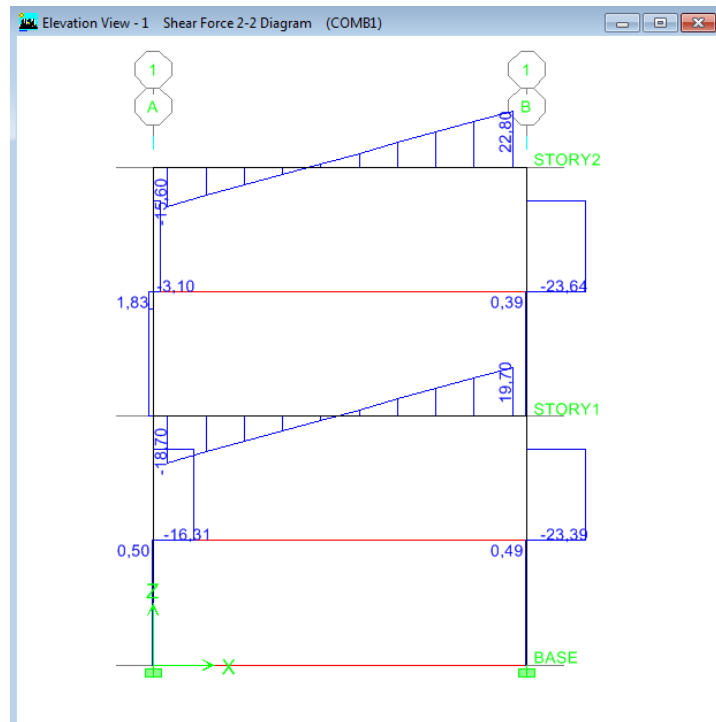 Elevation View - 1 Shear Force 2-2 Diagram (COMB1)
1 1
A B
22,80
STORY2
-15,60
-3,10 -23,64
1,83 0,39
19,70
STORY1
-18,70
-16,31 -23,39
0,50 0,49
Z
X
BASE